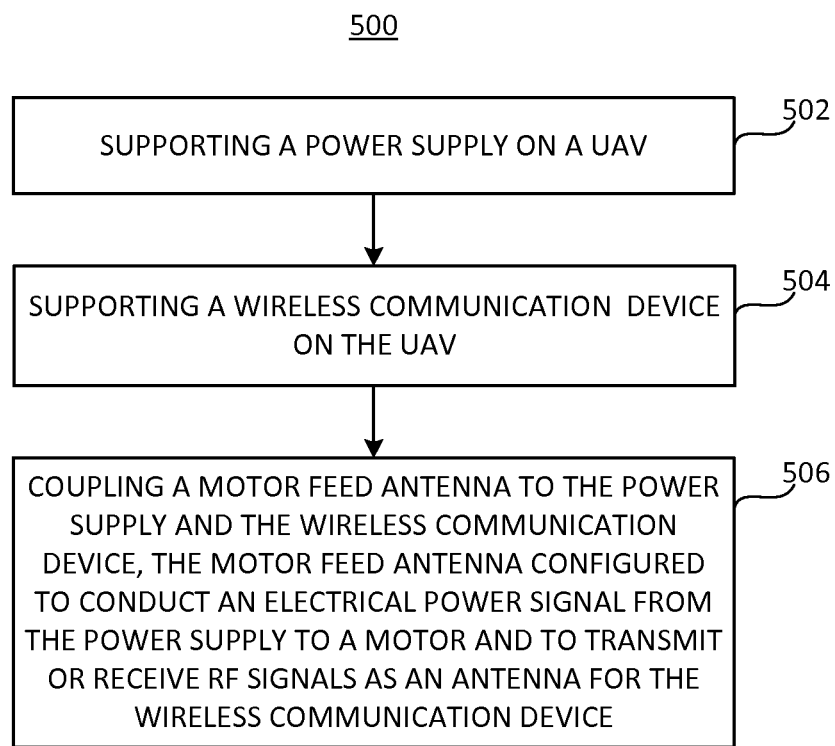 500
SUPPORTING A POWER SUPPLY ON A UAV
502
SUPPORTING A WIRELESS COMMUNICATION DEVICE
ON THE UAV
504
COUPLING A MOTOR FEED ANTENNA TO THE POWER
SUPPLY AND THE WIRELESS COMMUNICATION
DEVICE, THE MOTOR FEED ANTENNA CONFIGURED
TO CONDUCT AN ELECTRICAL POWER SIGNAL FROM
THE POWER SUPPLY TO A MOTOR AND TO TRANSMIT
OR RECEIVE RF SIGNALS AS AN ANTENNA FOR THE
WIRELESS COMMUNICATION DEVICE
506